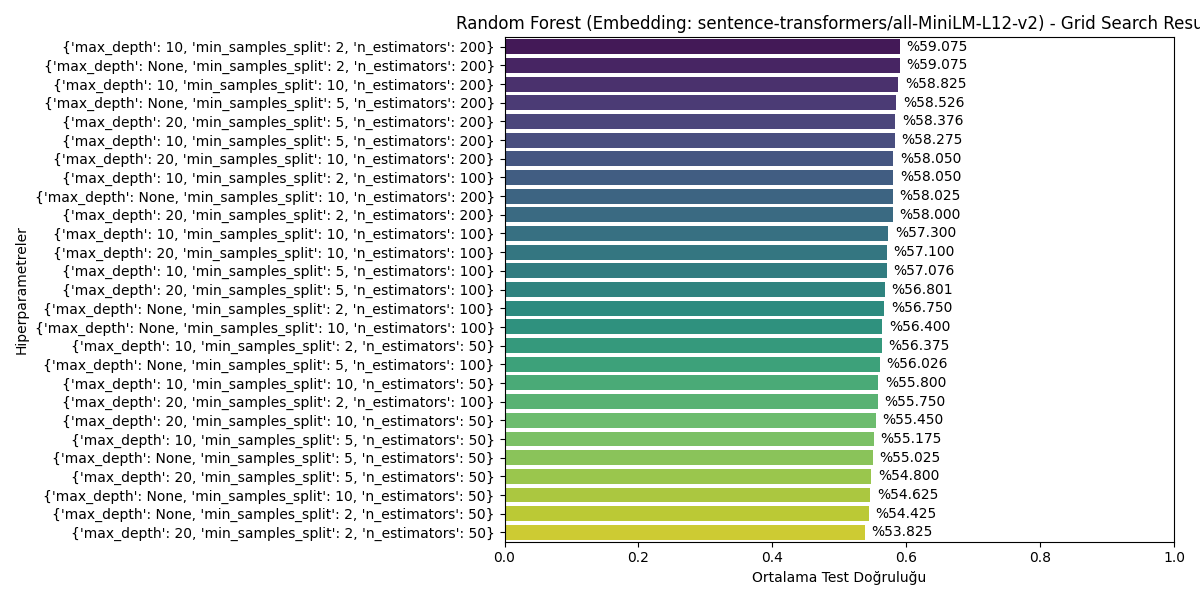 Random Forest (Embedding: sentence-transformers/all-MiniLM-L12-v2) - Grid Search Resu
{'max_depth': 10, 'min_samples_split': 2, 'n_estimators': 200} %59.075
{'max_depth': None, 'min_samples_split': 2, 'n_estimators': 200} %59.075
{'max_depth': 10, 'min_samples_split': 10, 'n_estimators': 200} %58.825
{'max_depth': None, 'min_samples_split': 5, 'n_estimators': 200} %58.526
{'max_depth': 20, 'min_samples_split': 5, 'n_estimators': 200} %58.376
{'max_depth': 10, 'min_samples_split': 5, 'n_estimators': 200} %58.275
{'max_depth': 20, 'min_samples_split': 10, 'n_estimators': 200} %58.050
{'max_depth': 10, 'min_samples_split': 2, 'n_estimators': 100} %58.050
{'max_depth': None, 'min_samples_split': 10, 'n_estimators': 200} %58.025
{'max_depth': 20, 'min_samples_split': 2, 'n_estimators': 200} %58.000
{'max_depth': 10, 'min_samples_split': 10, 'n_estimators': 100} %57.300
{'max_depth': 20, 'min_samples_split': 10, 'n_estimators': 100} %57.100
{'max_depth': 10, 'min_samples_split': 5, 'n_estimators': 100} %57.076
{'max_depth': 20, 'min_samples_split': 5, 'n_estimators': 100} %56.801
{'max_depth': None, 'min_samples_split': 2, 'n_estimators': 100} %56.750
{'max_depth': None, 'min_samples_split': 10, 'n_estimators': 100} %56.400
{'max_depth': 10, 'min_samples_split': 2, 'n_estimators': 50} %56.375
{'max_depth': None, 'min_samples_split': 5, 'n_estimators': 100} %56.026
{'max_depth': 10, 'min_samples_split': 10, 'n_estimators': 50} %55.800
{'max_depth': 20, 'min_samples_split': 2, 'n_estimators': 100} %55.750
{'max_depth': 20, 'min_samples_split': 10, 'n_estimators': 50} %55.450
{'max_depth': 10, 'min_samples_split': 5, 'n_estimators': 50} %55.175
{'max_depth': None, 'min_samples_split': 5, 'n_estimators': 50} %55.025
{'max_depth': 20, 'min_samples_split': 5, 'n_estimators': 50} %54.800
{'max_depth': None, 'min_samples_split': 10, 'n_estimators': 50} %54.625
{'max_depth': None, 'min_samples_split': 2, 'n_estimators': 50} %54.425
{'max_depth': 20, 'min_samples_split': 2, 'n_estimators': 50} %53.825
Hiperparametreler
0.0 0.2 0.4 0.6 0.8 1.0
Ortalama Test Doğruluğu